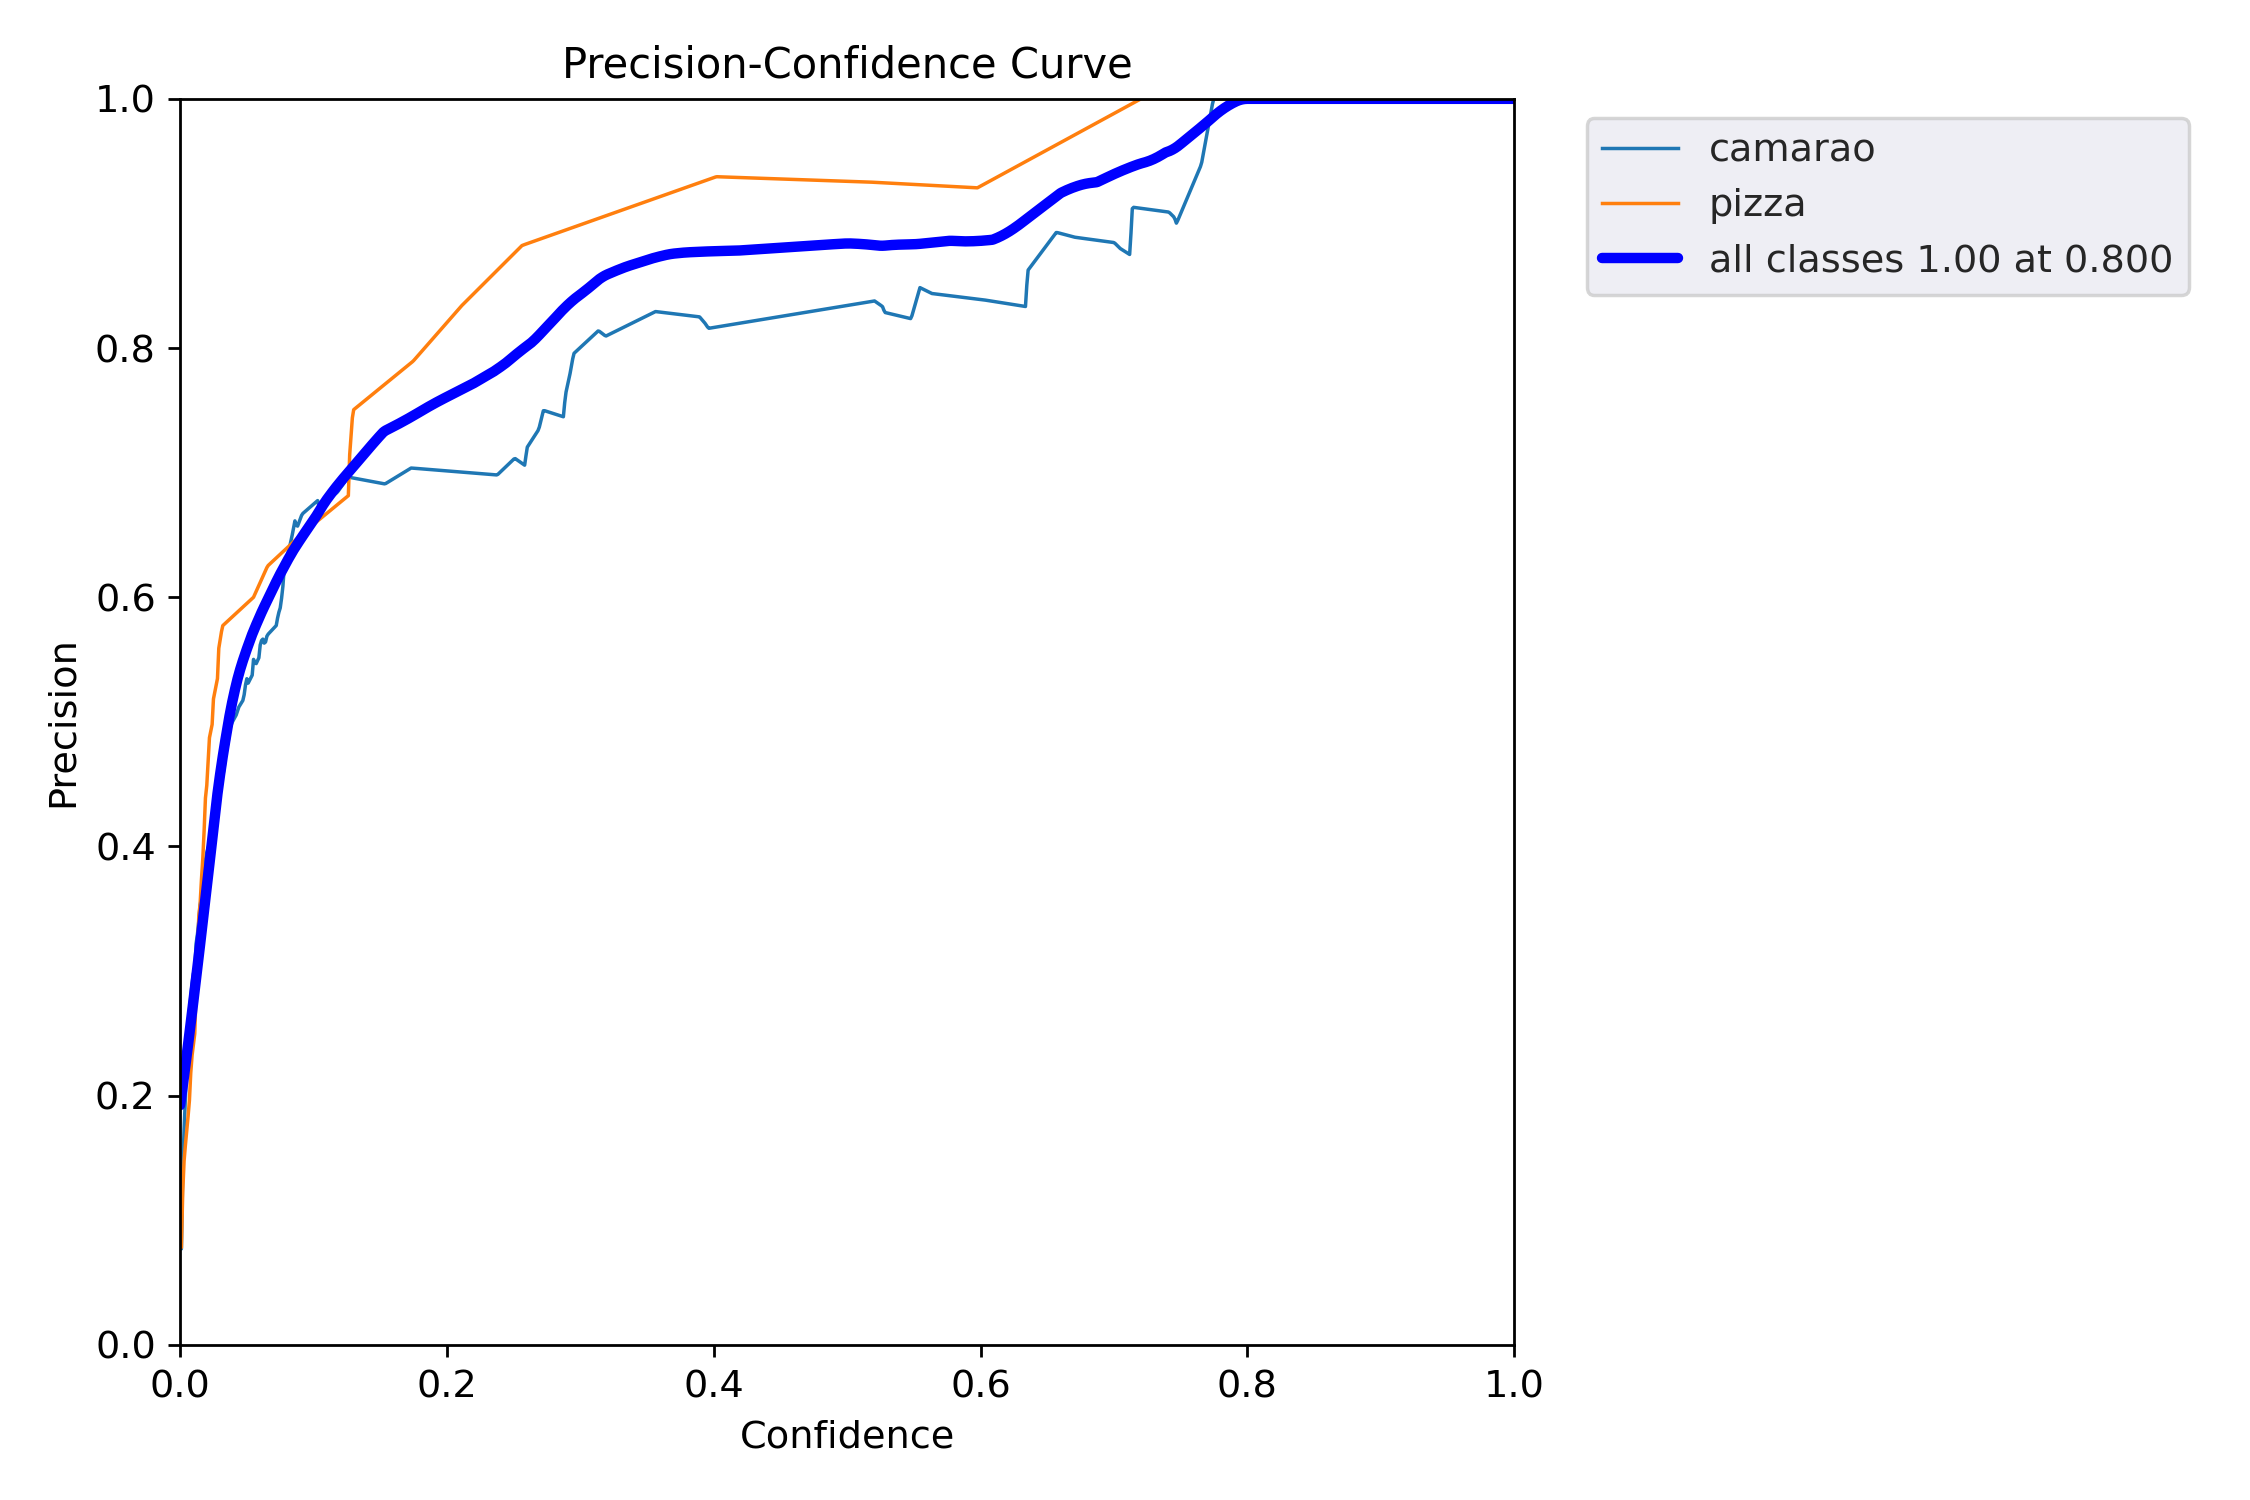 Precision-Confidence Curve
1.0
0.8
0.6
0.4
0.2
0.0
Precision
0.0 0.2 0.4 0.6 0.8 1.0
Confidence
camarao
pizza
all classes 1.00 at 0.800